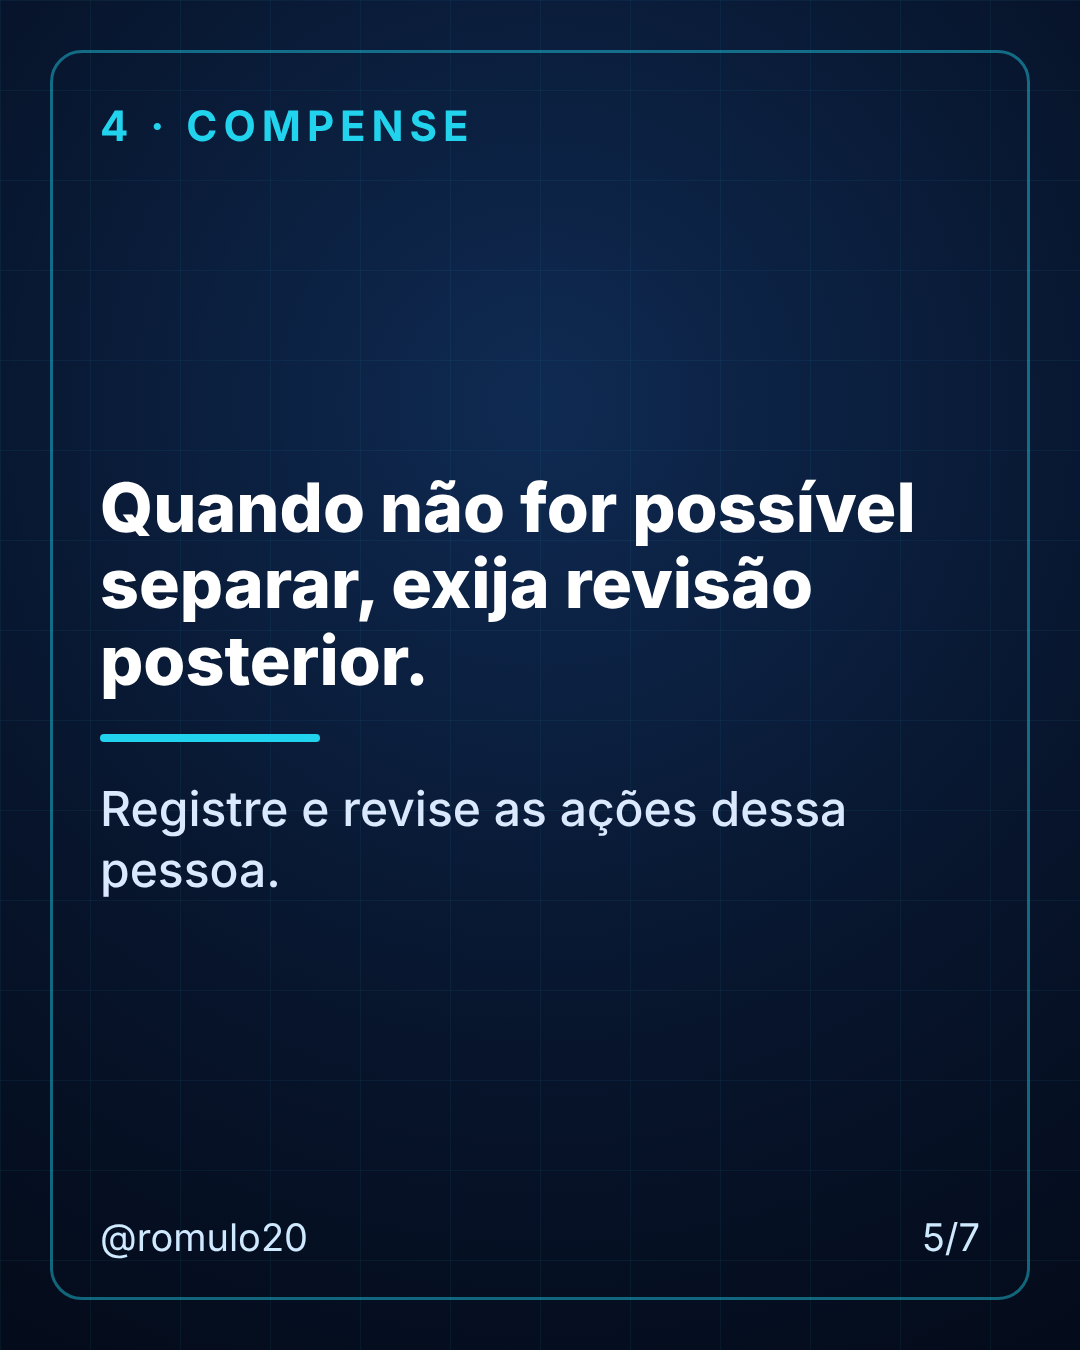 4 · COMPENSE
Quando não for possível
separar, exija revisão
posterior.
Registre e revise as ações dessa
pessoa.
@romulo20
5/7